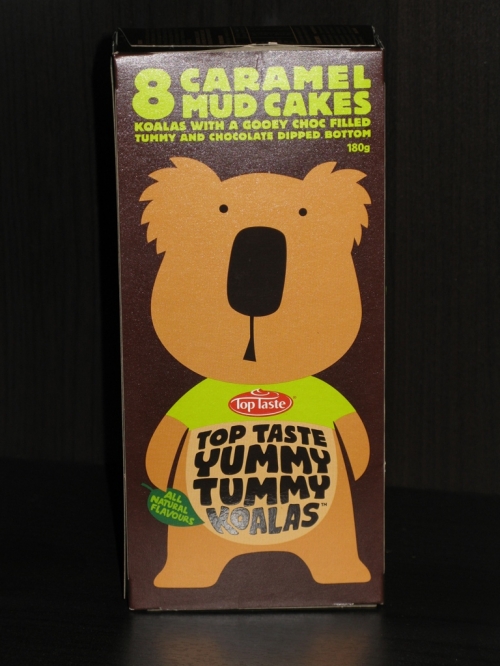 8 CARAMEL
MUD CAKES
KOALAS WITH A GOOEY CHOC FILLED
TUMMY AND CHOCOLATE DIPPED BOTTOM
180g
Top Taste
TOP TASTE
YUMMY
TUMMY
KOALAS™
ALL
NATURAL
FLAVOURS